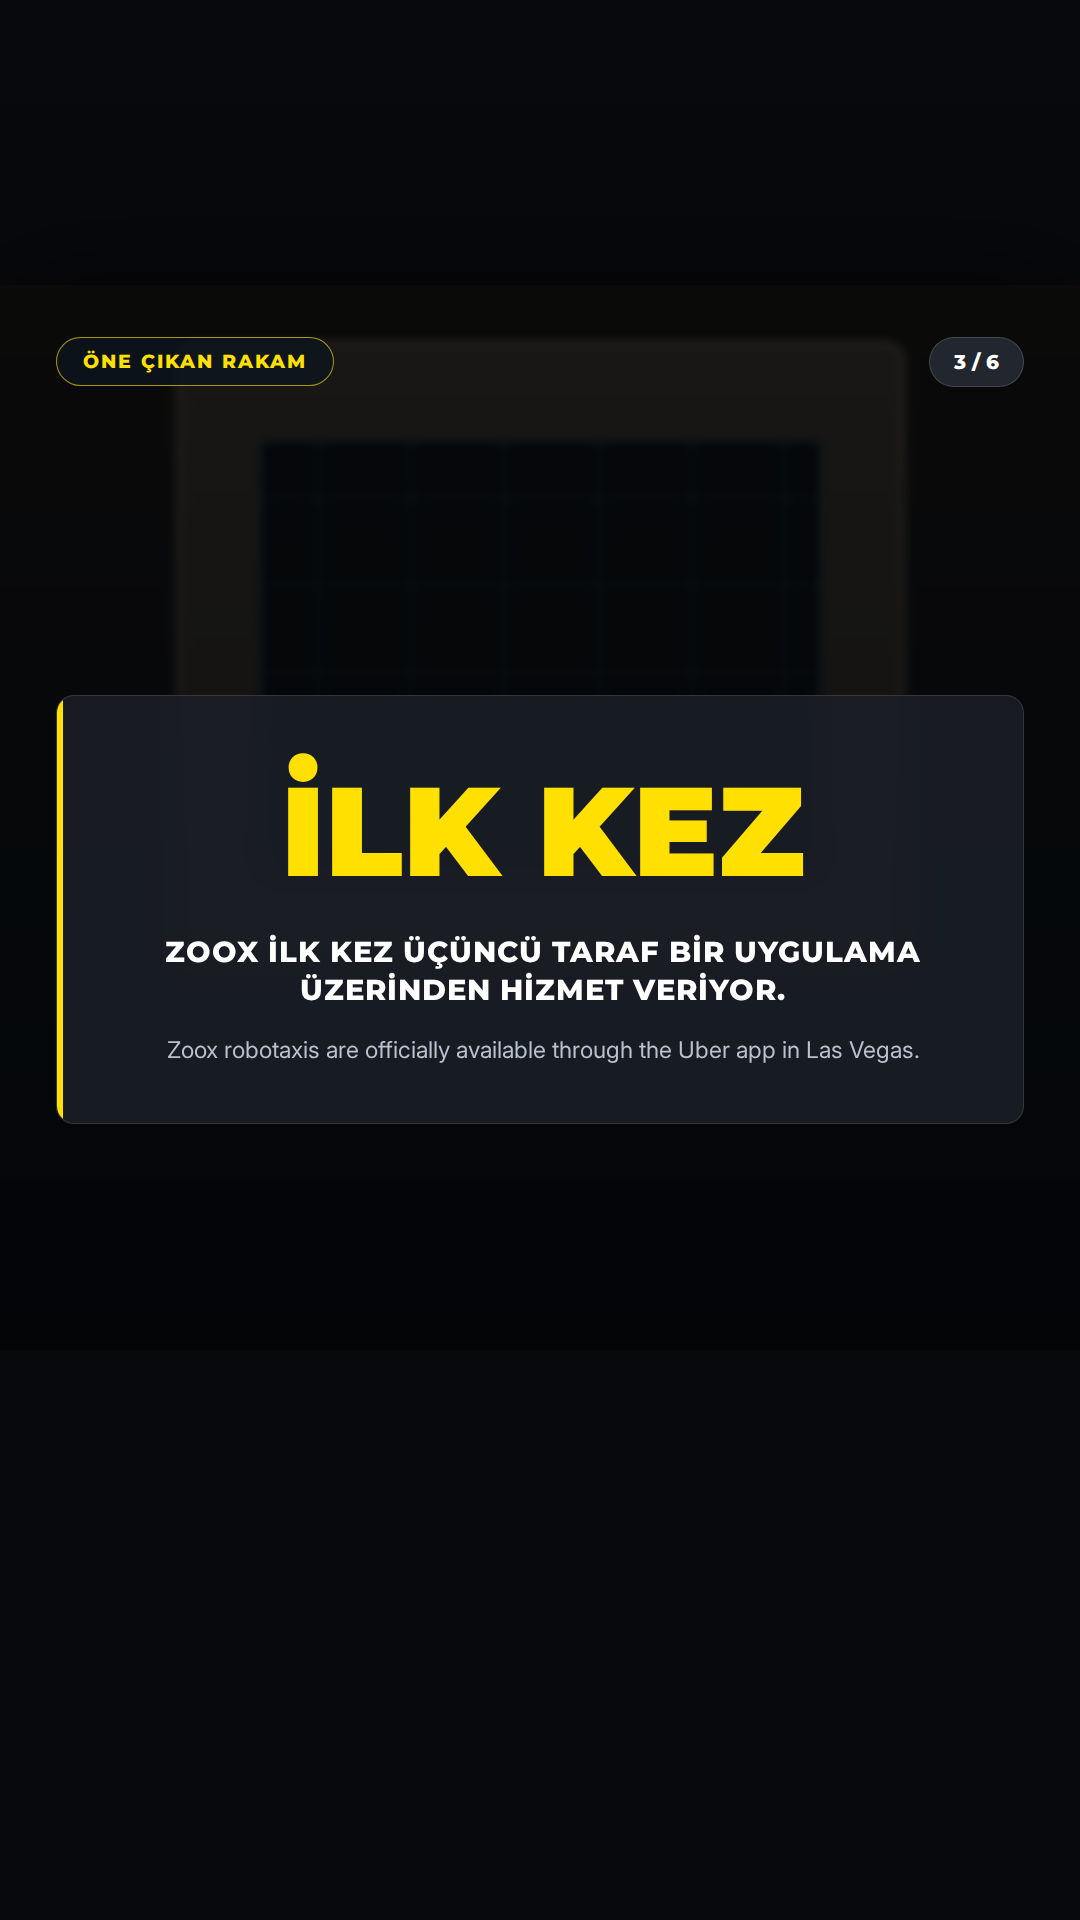 ÖNE ÇIKAN RAKAM
3 / 6
İLK KEZ
ZOOX İLK KEZ ÜÇÜNCÜ TARAF BİR UYGULAMA
ÜZERİNDEN HİZMET VERİYOR.
Zoox robotaxis are officially available through the Uber app in Las Vegas.